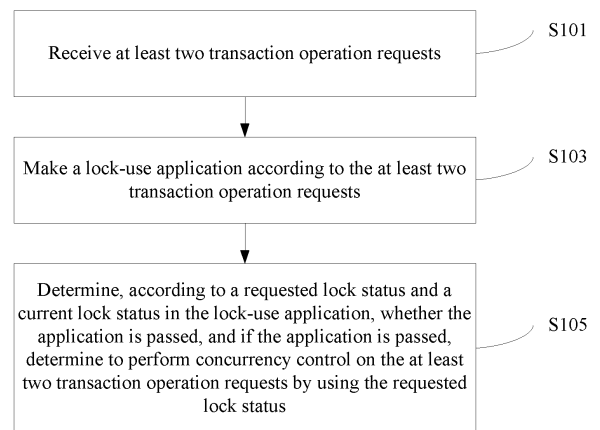 Receive at least two transaction operation requests
S101
Make a lock-use application according to the at least two
transaction operation requests
S103
Determine, according to a requested lock status and a
current lock status in the lock-use application, whether the
application is passed, and if the application is passed,
determine to perform concurrency control on the at least
two transaction operation requests by using the requested
lock status
S105